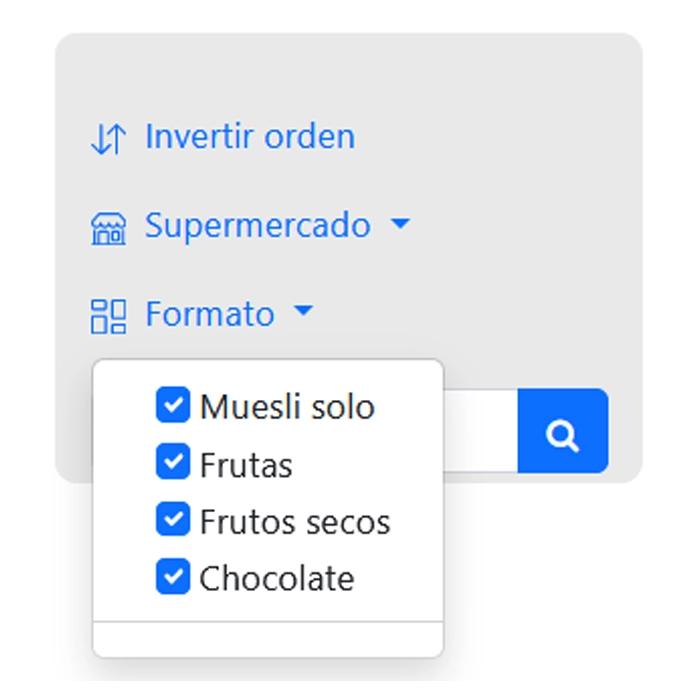 Invertir orden
Supermercado
Formato
Muesli solo
Frutas
Frutos secos
Chocolate